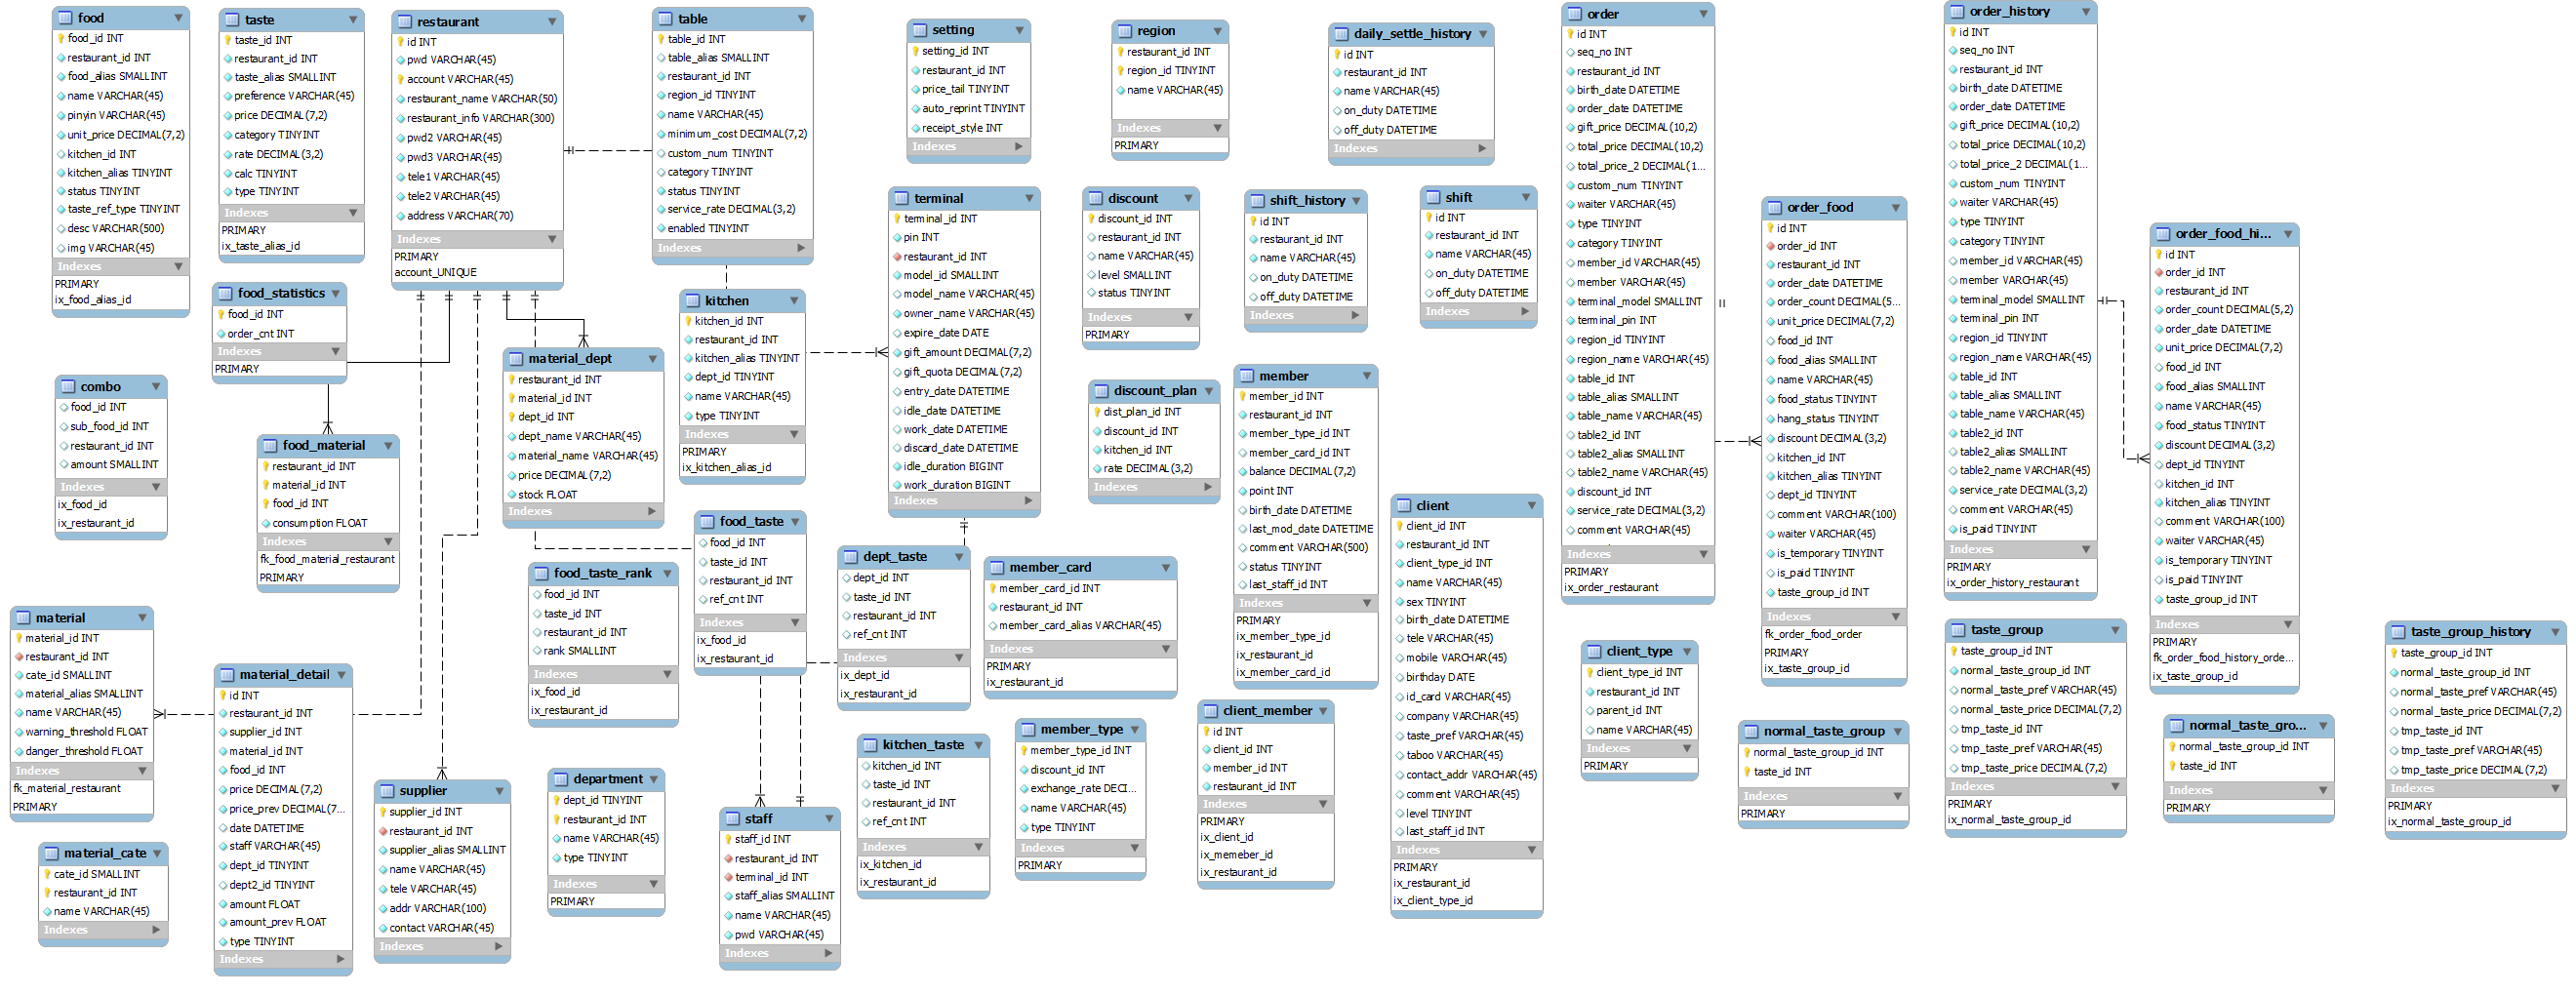 food
food_id INT
restaurant_id INT
food_alias SMALLINT
name VARCHAR(45)
pinyin VARCHAR(45)
unit_price DECIMAL(7,2)
kitchen_id INT
kitchen_alias TINYINT
status TINYINT
taste_ref_type TINYINT
desc VARCHAR(500)
img VARCHAR(45)
Indexes
PRIMARY
ix_food_alias_id
taste
taste_id INT
restaurant_id INT
taste_alias SMALLINT
preference VARCHAR(45)
price DECIMAL(7,2)
category TINYINT
rate DECIMAL(3,2)
calc TINYINT
type TINYINT
Indexes
PRIMARY
ix_taste_alias_id
restaurant
id INT
pwd VARCHAR(45)
account VARCHAR(45)
restaurant_name VARCHAR(50)
restaurant_info VARCHAR(300)
pwd2 VARCHAR(45)
pwd3 VARCHAR(45)
tele1 VARCHAR(45)
tele2 VARCHAR(45)
address VARCHAR(70)
Indexes
PRIMARY
account_UNIQUE
table
table_id INT
table_alias SMALLINT
restaurant_id INT
region_id TINYINT
name VARCHAR(45)
minimum_cost DECIMAL(7,2)
custom_num TINYINT
category TINYINT
status TINYINT
service_rate DECIMAL(3,2)
enabled TINYINT
Indexes
setting
setting_id INT
restaurant_id INT
price_tail TINYINT
auto_reprint TINYINT
receipt_style INT
Indexes
region
restaurant_id INT
region_id TINYINT
name VARCHAR(45)
Indexes
PRIMARY
daily_settle_history
id INT
restaurant_id INT
name VARCHAR(45)
on_duty DATETIME
off_duty DATETIME
Indexes
order
id INT
seq_no INT
restaurant_id INT
birth_date DATETIME
order_date DATETIME
gift_price DECIMAL(10,2)
total_price DECIMAL(10,2)
total_price_2 DECIMAL(1...
custom_num TINYINT
waiter VARCHAR(45)
type TINYINT
category TINYINT
member_id VARCHAR(45)
member VARCHAR(45)
terminal_model SMALLINT
terminal_pin INT
region_id TINYINT
region_name VARCHAR(45)
table_id INT
table_alias SMALLINT
table_name VARCHAR(45)
table2_id INT
table2_alias SMALLINT
table2_name VARCHAR(45)
discount_id INT
service_rate DECIMAL(3,2)
comment VARCHAR(45)
Indexes
PRIMARY
ix_order_restaurant
order_history
id INT
seq_no INT
restaurant_id INT
birth_date DATETIME
order_date DATETIME
gift_price DECIMAL(10,2)
total_price DECIMAL(10,2)
total_price_2 DECIMAL(1...
custom_num TINYINT
waiter VARCHAR(45)
type TINYINT
category TINYINT
member_id VARCHAR(45)
member VARCHAR(45)
terminal_model SMALLINT
terminal_pin INT
region_id TINYINT
region_name VARCHAR(45)
table_id INT
table_alias SMALLINT
table_name VARCHAR(45)
table2_id INT
table2_alias SMALLINT
table2_name VARCHAR(45)
service_rate DECIMAL(3,2)
comment VARCHAR(45)
is_paid TINYINT
Indexes
PRIMARY
ix_order_history_restaurant
terminal
terminal_id INT
pin INT
restaurant_id INT
model_id SMALLINT
model_name VARCHAR(45)
owner_name VARCHAR(45)
expire_date DATE
gift_amount DECIMAL(7,2)
gift_quota DECIMAL(7,2)
entry_date DATETIME
idle_date DATETIME
work_date DATETIME
discard_date DATETIME
idle_duration BIGINT
work_duration BIGINT
Indexes
discount
discount_id INT
restaurant_id INT
name VARCHAR(45)
level SMALLINT
status TINYINT
Indexes
PRIMARY
shift_history
id INT
restaurant_id INT
name VARCHAR(45)
on_duty DATETIME
off_duty DATETIME
Indexes
shift
id INT
restaurant_id INT
name VARCHAR(45)
on_duty DATETIME
off_duty DATETIME
Indexes
order_food
id INT
order_id INT
restaurant_id INT
order_date DATETIME
order_count DECIMAL(5...
unit_price DECIMAL(7,2)
food_id INT
food_alias SMALLINT
name VARCHAR(45)
food_status TINYINT
hang_status TINYINT
discount DECIMAL(3,2)
kitchen_id INT
kitchen_alias TINYINT
dept_id TINYINT
comment VARCHAR(100)
waiter VARCHAR(45)
is_temporary TINYINT
is_paid TINYINT
taste_group_id INT
Indexes
fk_order_food_order
PRIMARY
ix_taste_group_id
order_food_hi...
id INT
order_id INT
restaurant_id INT
order_count DECIMAL(5,2)
order_date DATETIME
unit_price DECIMAL(7,2)
food_id INT
food_alias SMALLINT
name VARCHAR(45)
food_status TINYINT
discount DECIMAL(3,2)
dept_id TINYINT
kitchen_id INT
kitchen_alias TINYINT
comment VARCHAR(100)
waiter VARCHAR(45)
is_temporary TINYINT
is_paid TINYINT
taste_group_id INT
Indexes
PRIMARY
fk_order_food_history_orde...
ix_taste_group_id
food_statistics
food_id INT
order_cnt INT
Indexes
PRIMARY
kitchen
kitchen_id INT
restaurant_id INT
kitchen_alias TINYINT
dept_id TINYINT
name VARCHAR(45)
type TINYINT
Indexes
PRIMARY
ix_kitchen_alias_id
material_dept
restaurant_id INT
material_id INT
dept_id INT
dept_name VARCHAR(45)
material_name VARCHAR(45)
price DECIMAL(7,2)
stock FLOAT
Indexes
combo
food_id INT
sub_food_id INT
restaurant_id INT
amount SMALLINT
Indexes
ix_food_id
ix_restaurant_id
food_material
restaurant_id INT
material_id INT
food_id INT
consumption FLOAT
Indexes
fk_food_material_restaurant
PRIMARY
discount_plan
dist_plan_id INT
discount_id INT
kitchen_id INT
rate DECIMAL(3,2)
Indexes
member
member_id INT
restaurant_id INT
member_type_id INT
member_card_id INT
balance DECIMAL(7,2)
point INT
birth_date DATETIME
last_mod_date DATETIME
comment VARCHAR(500)
status TINYINT
last_staff_id INT
Indexes
PRIMARY
ix_member_type_id
ix_restaurant_id
ix_member_card_id
client
client_id INT
restaurant_id INT
client_type_id INT
name VARCHAR(45)
sex TINYINT
birth_date DATETIME
tele VARCHAR(45)
mobile VARCHAR(45)
birthday DATE
id_card VARCHAR(45)
company VARCHAR(45)
taste_pref VARCHAR(45)
taboo VARCHAR(45)
contact_addr VARCHAR(45)
comment VARCHAR(45)
level TINYINT
last_staff_id INT
Indexes
PRIMARY
ix_restaurant_id
ix_client_type_id
food_taste
food_id INT
taste_id INT
restaurant_id INT
ref_cnt INT
Indexes
ix_food_id
ix_restaurant_id
food_taste_rank
food_id INT
taste_id INT
restaurant_id INT
rank SMALLINT
Indexes
ix_food_id
ix_restaurant_id
dept_taste
dept_id INT
taste_id INT
restaurant_id INT
ref_cnt INT
Indexes
ix_dept_id
ix_restaurant_id
member_card
member_card_id INT
restaurant_id INT
member_card_alias VARCHAR(45)
Indexes
PRIMARY
ix_restaurant_id
material
material_id INT
restaurant_id INT
cate_id SMALLINT
material_alias SMALLINT
name VARCHAR(45)
warning_threshold FLOAT
danger_threshold FLOAT
Indexes
fk_material_restaurant
PRIMARY
material_detail
id INT
restaurant_id INT
supplier_id INT
material_id INT
food_id INT
price DECIMAL(7,2)
price_prev DECIMAL(7...
date DATETIME
staff VARCHAR(45)
dept_id TINYINT
dept2_id TINYINT
amount FLOAT
amount_prev FLOAT
type TINYINT
Indexes
material_cate
cate_id SMALLINT
restaurant_id INT
name VARCHAR(45)
Indexes
supplier
supplier_id INT
restaurant_id INT
supplier_alias SMALLINT
name VARCHAR(45)
tele VARCHAR(45)
addr VARCHAR(100)
contact VARCHAR(45)
Indexes
department
dept_id TINYINT
restaurant_id INT
name VARCHAR(45)
type TINYINT
Indexes
PRIMARY
staff
staff_id INT
restaurant_id INT
terminal_id INT
staff_alias SMALLINT
name VARCHAR(45)
pwd VARCHAR(45)
Indexes
kitchen_taste
kitchen_id INT
taste_id INT
restaurant_id INT
ref_cnt INT
Indexes
ix_kitchen_id
ix_restaurant_id
member_type
member_type_id INT
discount_id INT
exchange_rate DECI...
name VARCHAR(45)
type TINYINT
Indexes
PRIMARY
client_member
id INT
client_id INT
member_id INT
restaurant_id INT
Indexes
PRIMARY
ix_client_id
ix_memeber_id
ix_restaurant_id
client_type
client_type_id INT
restaurant_id INT
parent_id INT
name VARCHAR(45)
Indexes
PRIMARY
normal_taste_group
normal_taste_group_id INT
taste_id INT
Indexes
PRIMARY
taste_group
taste_group_id INT
normal_taste_group_id INT
normal_taste_pref VARCHAR(45)
normal_taste_price DECIMAL(7,2)
tmp_taste_id INT
tmp_taste_pref VARCHAR(45)
tmp_taste_price DECIMAL(7,2)
Indexes
PRIMARY
ix_normal_taste_group_id
normal_taste_gro...
normal_taste_group_id INT
taste_id INT
Indexes
PRIMARY
taste_group_history
taste_group_id INT
normal_taste_group_id INT
normal_taste_pref VARCHAR(45)
normal_taste_price DECIMAL(7,2)
tmp_taste_id INT
tmp_taste_pref VARCHAR(45)
tmp_taste_price DECIMAL(7,2)
Indexes
PRIMARY
ix_normal_taste_group_id